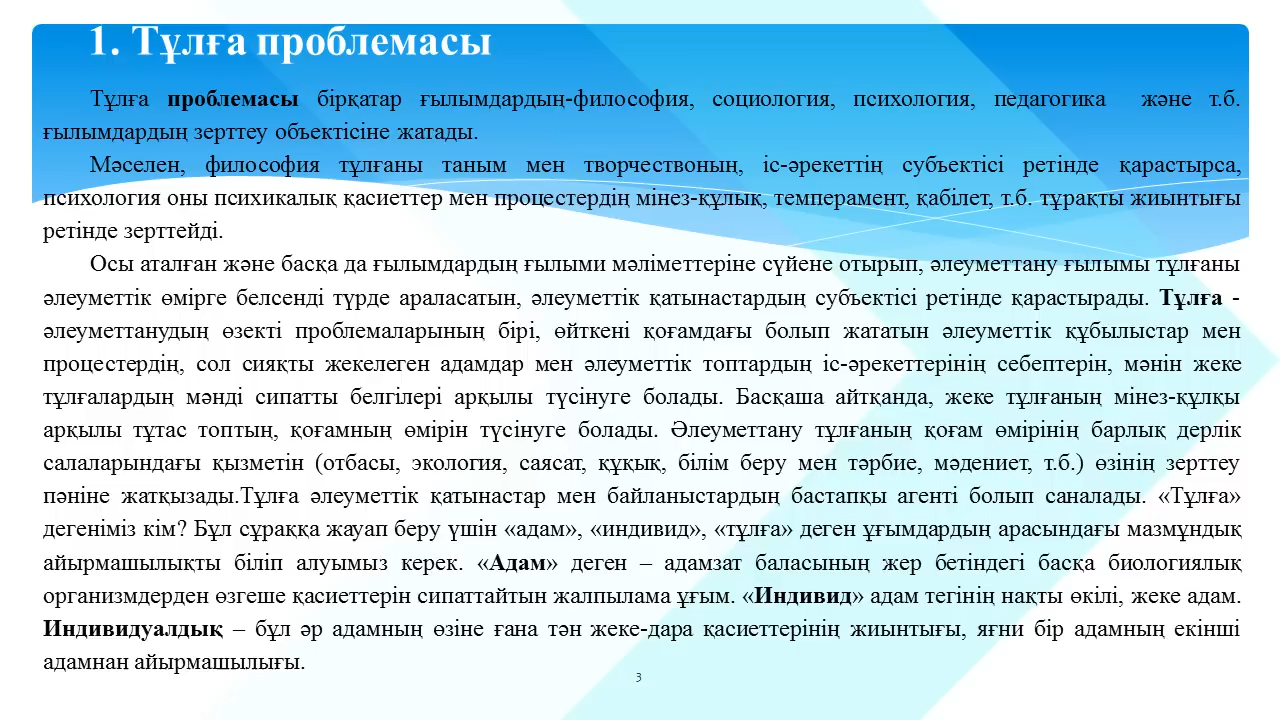 1. Тұлға проблемасы
Тұлға проблемасы бірқатар ғылымдардың-философия, социология, психология, педагогика және т.б.
ғылымдардың зерттеу объектісіне жатады.
Мәселен, философия тұлғаны таным мен творчествоның, іс-әрекеттің субъектісі ретінде қарастырса,
психология оны психикалық қасиеттер мен процестердің мінез-құлық, темперамент, қабілет, т.б. тұрақты жиынтығы
ретінде зерттейді.
Осы аталған және басқа да ғылымдардың ғылыми мәліметтеріне сүйене отырып, әлеуметтану ғылымы тұлғаны
әлеуметтік өмірге белсенді түрде араласатын, әлеуметтік қатынастардың субъектісі ретінде қарастырады. Тұлға -
әлеуметтанудың өзекті проблемаларының бірі, өйткені қоғамдағы болып жататын әлеуметтік құбылыстар мен
процестердің, сол сияқты жекелеген адамдар мен әлеуметтік топтардың іс-әрекеттерінің себептерін, мәнін жеке
тұлғалардың мәнді сипатты белгілері арқылы түсінуге болады. Басқаша айтқанда, жеке тұлғаның мінез-құлқы
арқылы тұтас топтың, қоғамның өмірін түсінуге болады. Әлеуметтану тұлғаның қоғам өмірінің барлық дерлік
салаларындағы қызметін (отбасы, экология, саясат, құқық, білім беру мен тәрбие, мәдениет, т.б.) өзінің зерттеу
пәніне жатқызады.Тұлға әлеуметтік қатынастар мен байланыстардың бастапқы агенті болып саналады. «Тұлға»
дегеніміз кім? Бұл сұраққа жауап беру үшін «адам», «индивид», «тұлға» деген ұғымдардың арасындағы мазмұндық
айырмашылықты біліп алуымыз керек. «Адам» деген – адамзат баласының жер бетіндегі басқа биологиялық
организмдерден өзгеше қасиеттерін сипаттайтын жалпылама ұғым. «Индивид» адам тегінің нақты өкілі, жеке адам.
Индивидуалдық – бұл әр адамның өзіне ғана тән жеке-дара қасиеттерінің жиынтығы, яғни бір адамның екінші
адамнан айырмашылығы.
3